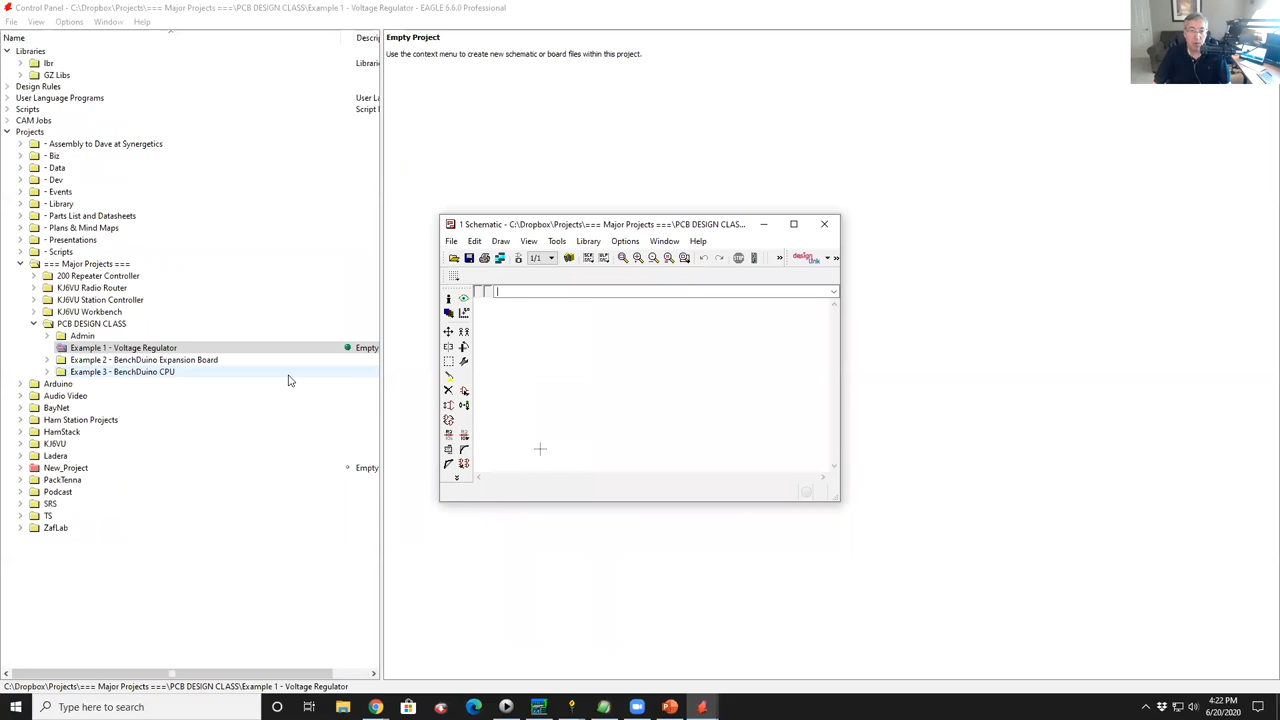 Control Panel - C:\Dropbox\Projects\=== Major Projects ===\PCB DESIGN CLASS\Example 1 - Voltage Regulator - EAGLE 6.6.0 Professional
File View Options Window Help
Name Descri
Libraries
lbr Librarie
GZ Libs
Design Rules
User Language Programs User La
Scripts Script I
CAM Jobs
Projects
- Assembly to Dave at Synergetics
- Biz
- Data
- Dev
- Events
- Library
- Parts List and Datasheets
- Plans & Mind Maps
- Presentations
- Scripts
=== Major Projects ===
200 Repeater Controller
KJ6VU Radio Router
KJ6VU Station Controller
KJ6VU Workbench
PCB DESIGN CLASS
Admin
Example 1 - Voltage Regulator Empty
Example 2 - BenchDuino Expansion Board
Example 3 - BenchDuino CPU
Arduino
Audio Video
BayNet
Ham Station Projects
HamStack
KJ6VU
Ladera
New_Project Empty
PackTenna
Podcast
SRS
TS
ZafLab
Empty Project
Use the context menu to create new schematic or board files within this project.
1 Schematic - C:\Dropbox\Projects\=== Major Projects ===\PCB DESIGN CLAS...
File Edit Draw View Tools Library Options Window Help
1/1
C:\Dropbox\Projects\=== Major Projects ===\PCB DESIGN CLASS\Example 1 - Voltage Regulator
Type here to search
4:22 PM
6/20/2020